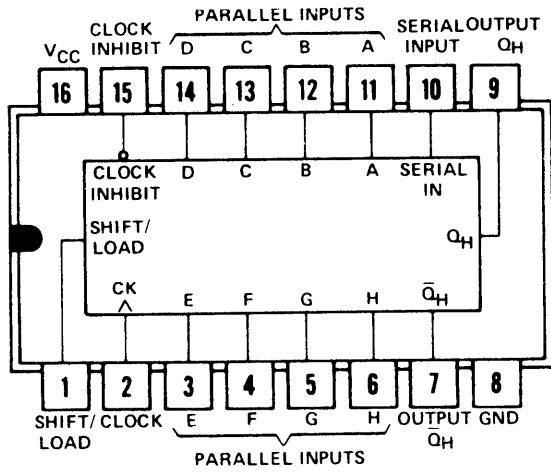 PARALLEL INPUTS
VCC CLOCK INHIBIT D C B A SERIAL INPUT OUTPUT QH
16 15 14 13 12 11 10 9
CLOCK INHIBIT D C B A SERIAL IN
SHIFT/
LOAD
QH
CK E F G H Q̅H
1 2 3 4 5 6 7 8
SHIFT/ LOAD CLOCK E F G H OUTPUT Q̅H GND
PARALLEL INPUTS